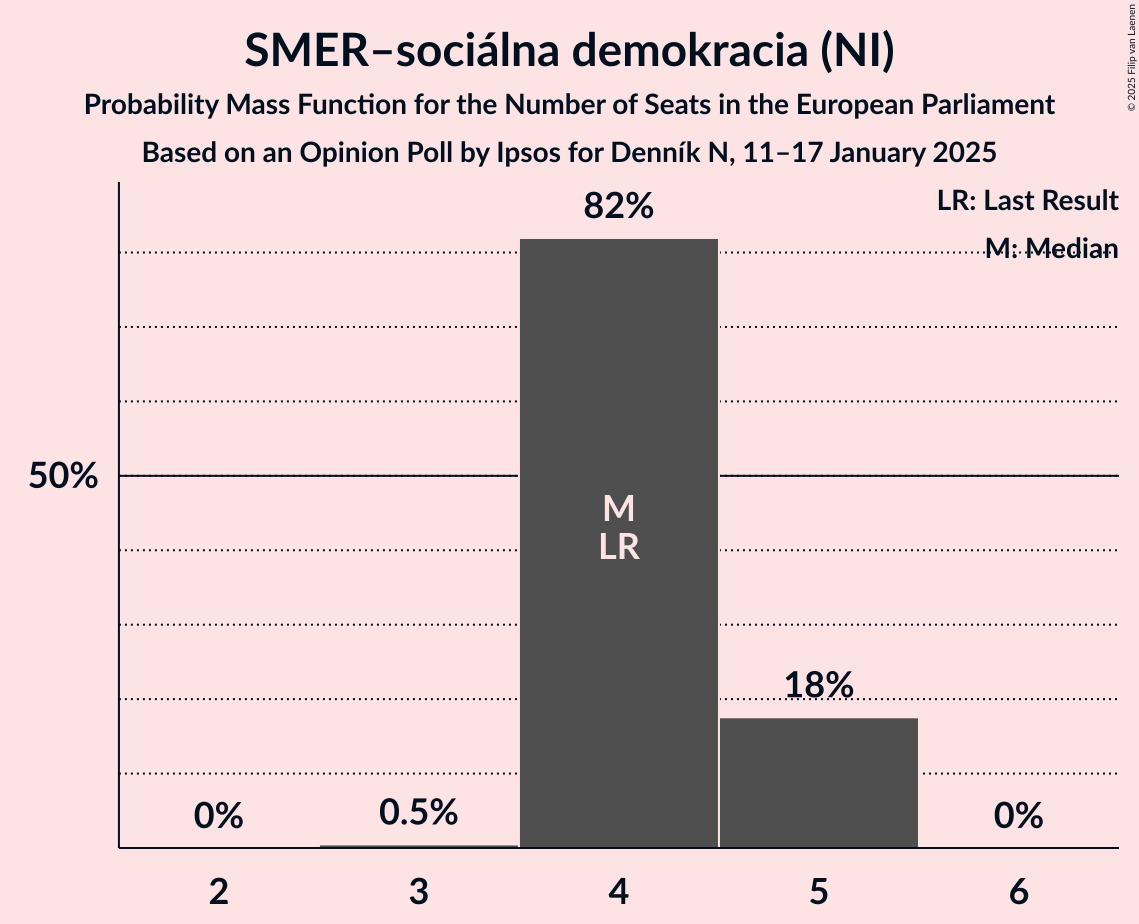 SMER–sociálna demokracia (NI)
Probability Mass Function for the Number of Seats in the European Parliament
Based on an Opinion Poll by Ipsos for Denník N, 11–17 January 2025
© 2025 Filip van Laenen
LR: Last Result
M: Median
82%
50%
M
LR
18%
0%
0.5%
0%
2
3
4
5
6